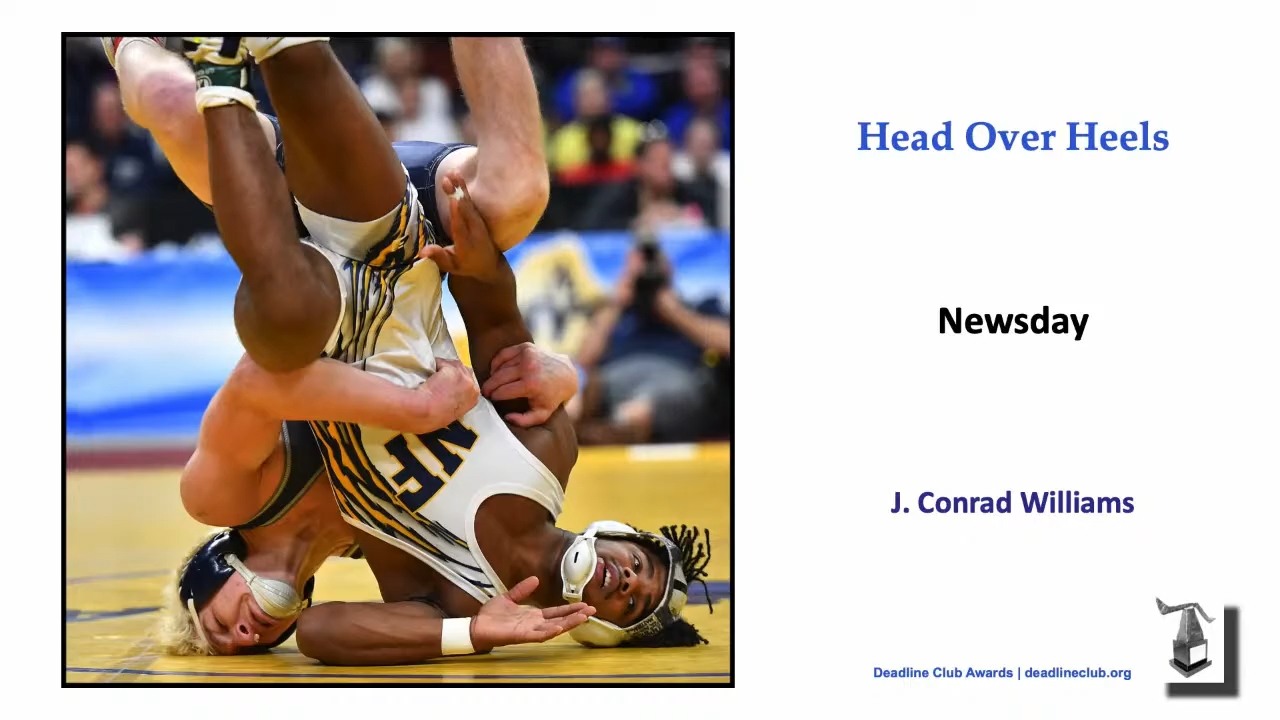 NF
Head Over Heels
Newsday
J. Conrad Williams
Deadline Club Awards | deadlineclub.org